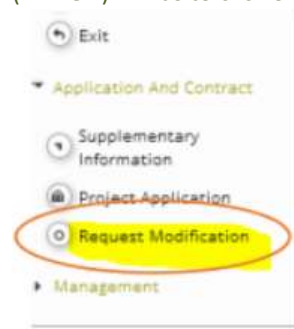 Exit
Application And Contract
Supplementary
Information
Project Application
Request Modification
Management